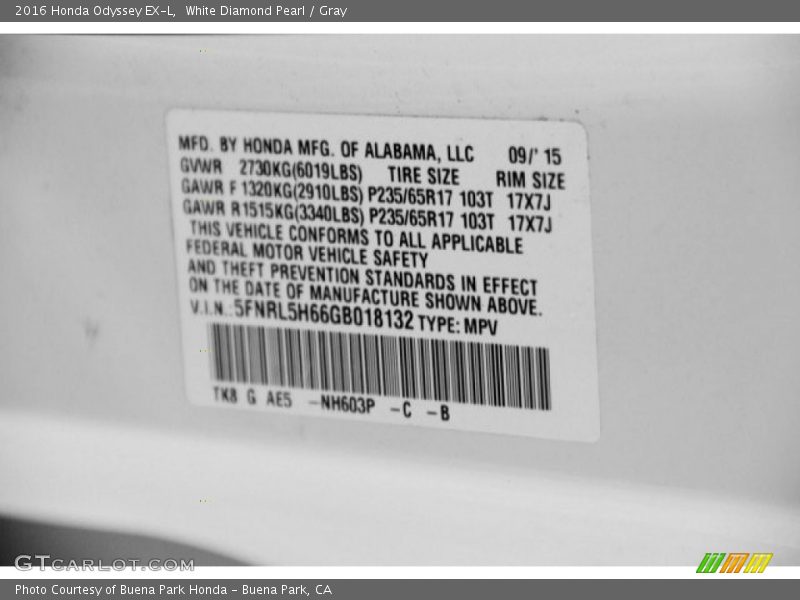 2016 Honda Odyssey EX-L,  White Diamond Pearl / Gray
MFD. BY HONDA MFG. OF ALABAMA, LLC 09/' 15
GVWR 2730KG(6019LBS) TIRE SIZE RIM SIZE
GAWR F 1320KG(2910LBS) P235/65R17 103T 17X7J
GAWR R1515KG(3340LBS) P235/65R17 103T 17X7J
THIS VEHICLE CONFORMS TO ALL APPLICABLE
FEDERAL MOTOR VEHICLE SAFETY
AND THEFT PREVENTION STANDARDS IN EFFECT
ON THE DATE OF MANUFACTURE SHOWN ABOVE.
V.I.N.:5FNRL5H66GB018132 TYPE: MPV
TK8 G AE5 -NH603P -C -B
GTCARLOT.COM
Photo Courtesy of Buena Park Honda - Buena Park, CA